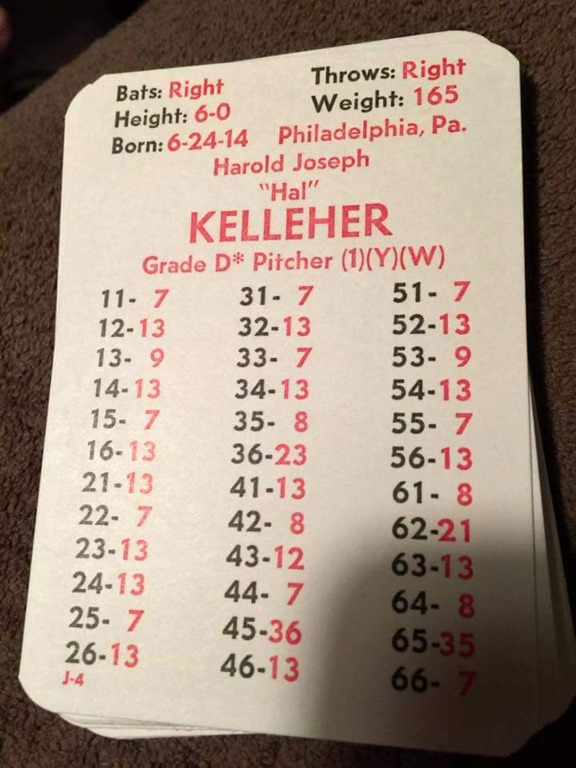 Bats: Right Throws: Right
Height: 6-0 Weight: 165
Born: 6-24-14 Philadelphia, Pa.
Harold Joseph
"Hal"
KELLEHER
Grade D* Pitcher (1)(Y)(W)
11- 7 31- 7 51- 7
12-13 32-13 52-13
13- 9 33- 7 53- 9
14-13 34-13 54-13
15- 7 35- 8 55- 7
16-13 36-23 56-13
21-13 41-13 61- 8
22- 7 42- 8 62-21
23-13 43-12 63-13
24-13 44- 7 64- 8
25- 7 45-36 65-35
26-13 46-13 66- 7
J-4